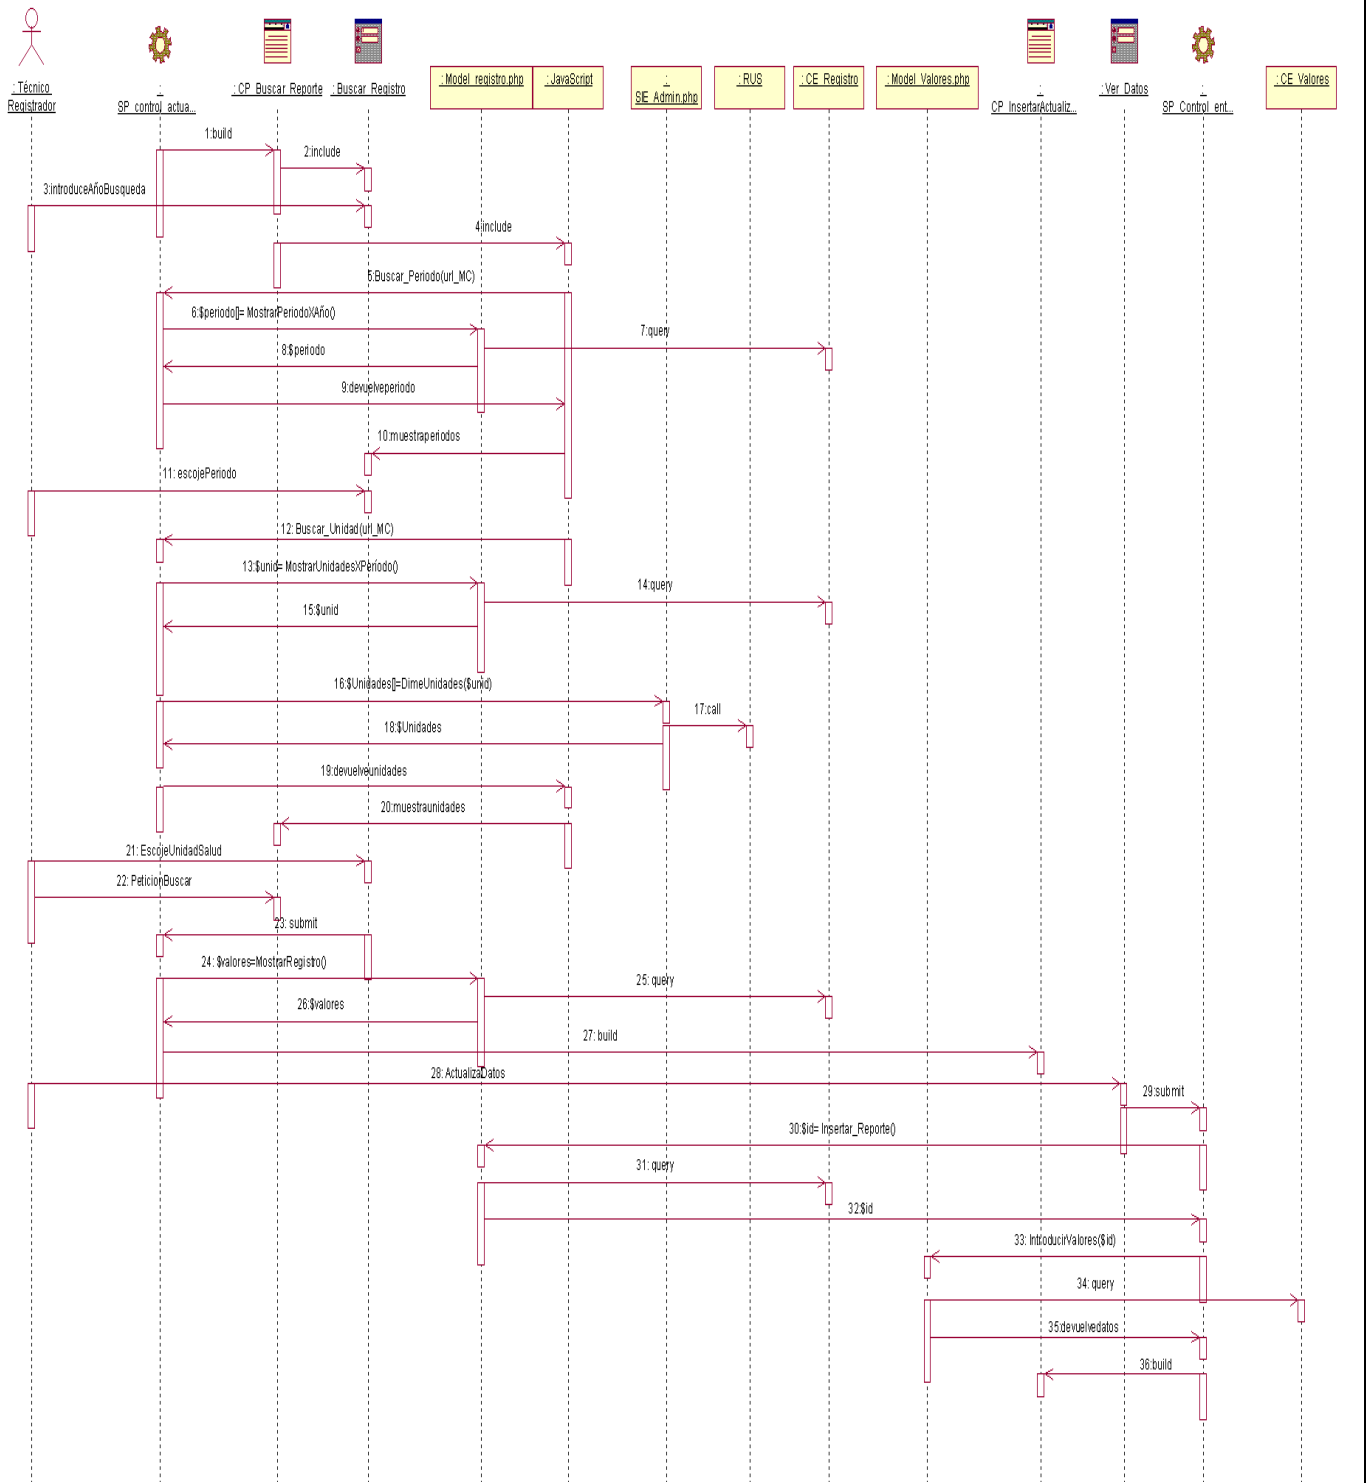 : Técnico
Registrador
:
SP_control_actua...
: CP_Buscar_Reporte
: Buscar_Registro
: Model_registro.php
: JavaScript
:
SIE_Admin.php
: RUS
: CE_Registro
: Model_Valores.php
:
CP_InsertarActualiz...
: Ver_Datos
:
SP_Control_ent...
: CE_Valores
1:build
2:include
3:introduceAñoBusqueda
4:include
5:Buscar_Periodo(url_MC)
6:$periodo[]= MostrarPeriodoXAño()
7:query
8:$periodo
9:devuelveperiodo
10:muestraperiodos
11: escojePeriodo
12: Buscar_Unidad(url_MC)
13:$unid= MostrarUnidadesXPeríodo()
14:query
15:$unid
16:$Unidades[]=DimeUnidades($unid)
17:call
18:$Unidades
19:devuelveunidades
20:muestraunidades
21: EscojeUnidadSalud
22: PeticionBuscar
23: submit
24: $valores=MostrarRegistro()
25: query
26:$valores
27: build
28: ActualizaDatos
29:submit
30:$id= Insertar_Reporte()
31: query
32:$id
33: IntroducirValores($id)
34: query
35:devuelvedatos
36:build